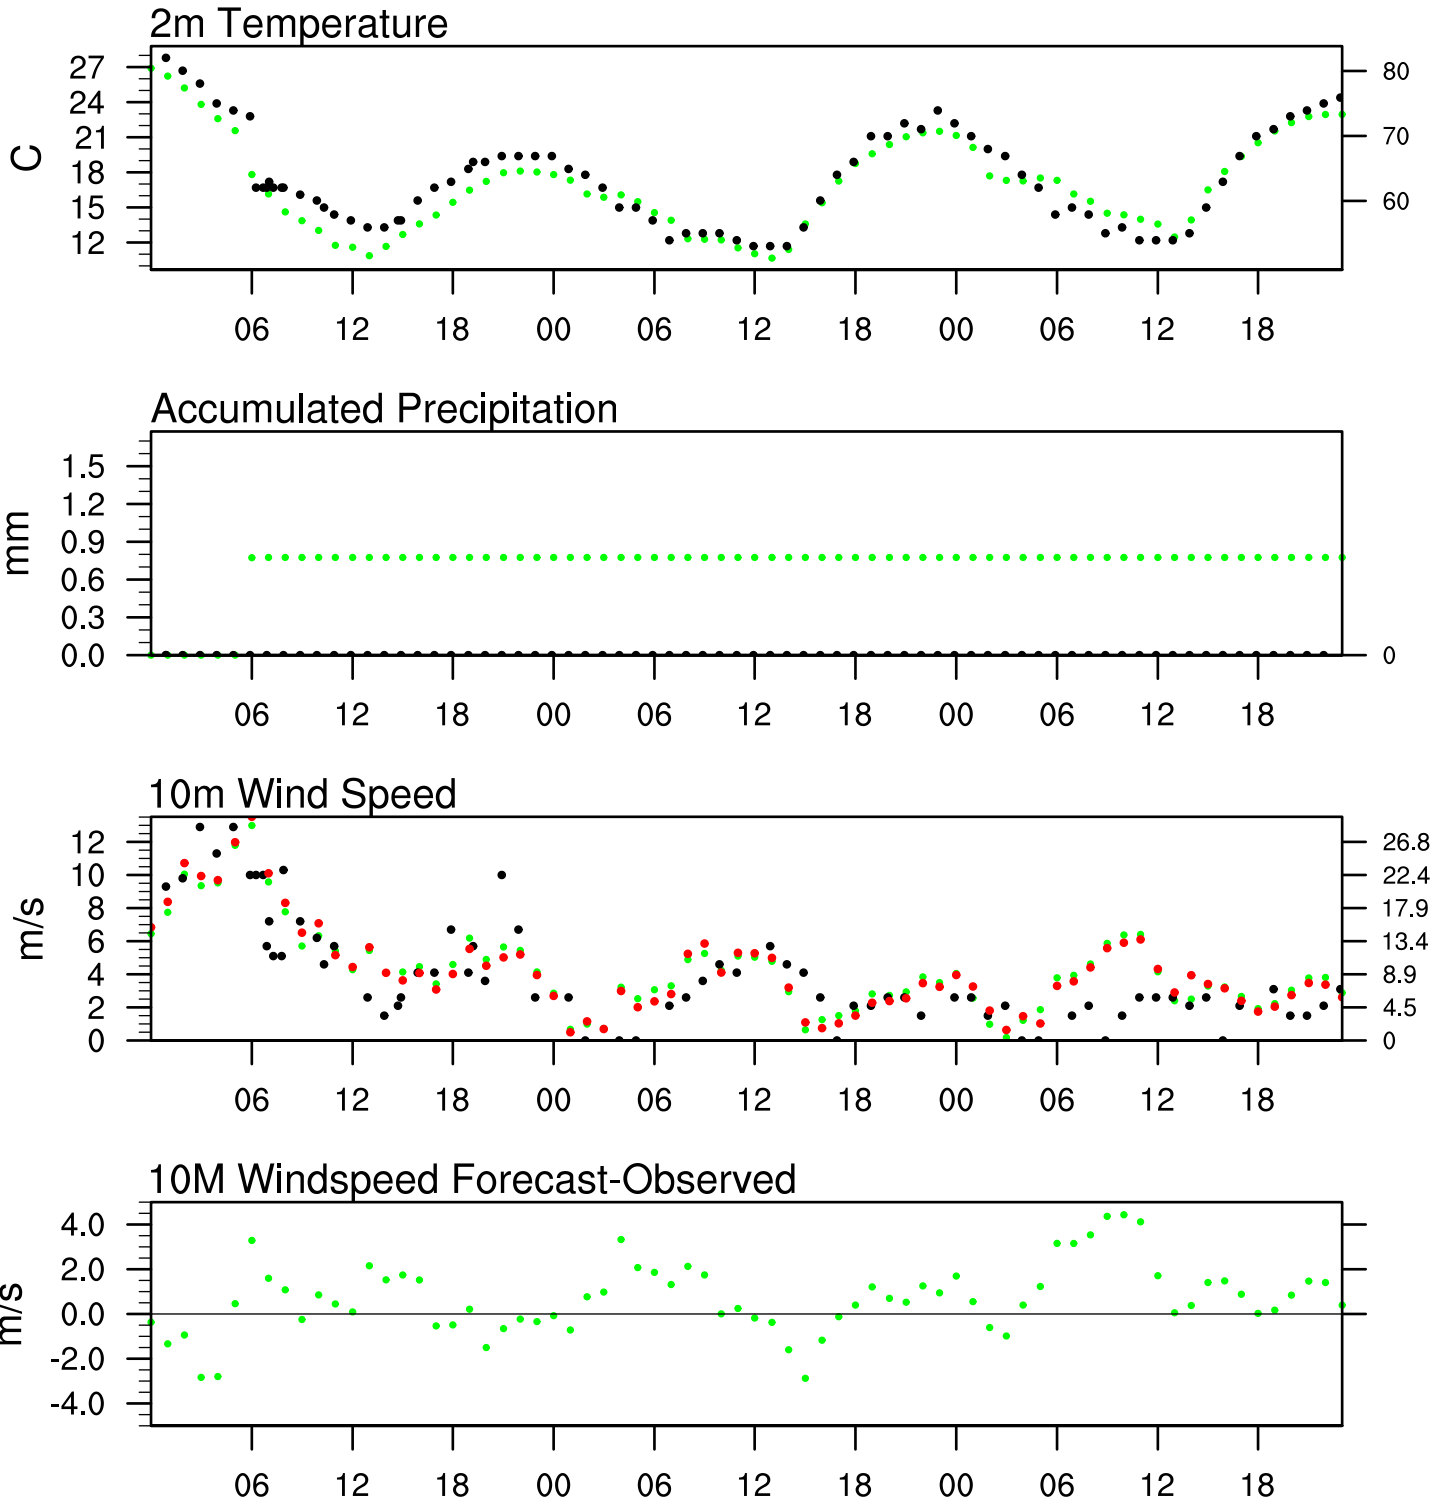 2m Temperature
27
24
21
18
15
12
C
80
70
60
06 12 18 00 06 12 18 00 06 12 18
Accumulated Precipitation
1.5
1.2
0.9
0.6
0.3
0.0
mm
0
06 12 18 00 06 12 18 00 06 12 18
10m Wind Speed
12
10
8
6
4
2
0
m/s
26.8
22.4
17.9
13.4
8.9
4.5
0
06 12 18 00 06 12 18 00 06 12 18
10M Windspeed Forecast-Observed
4.0
2.0
0.0
-2.0
-4.0
m/s
06 12 18 00 06 12 18 00 06 12 18